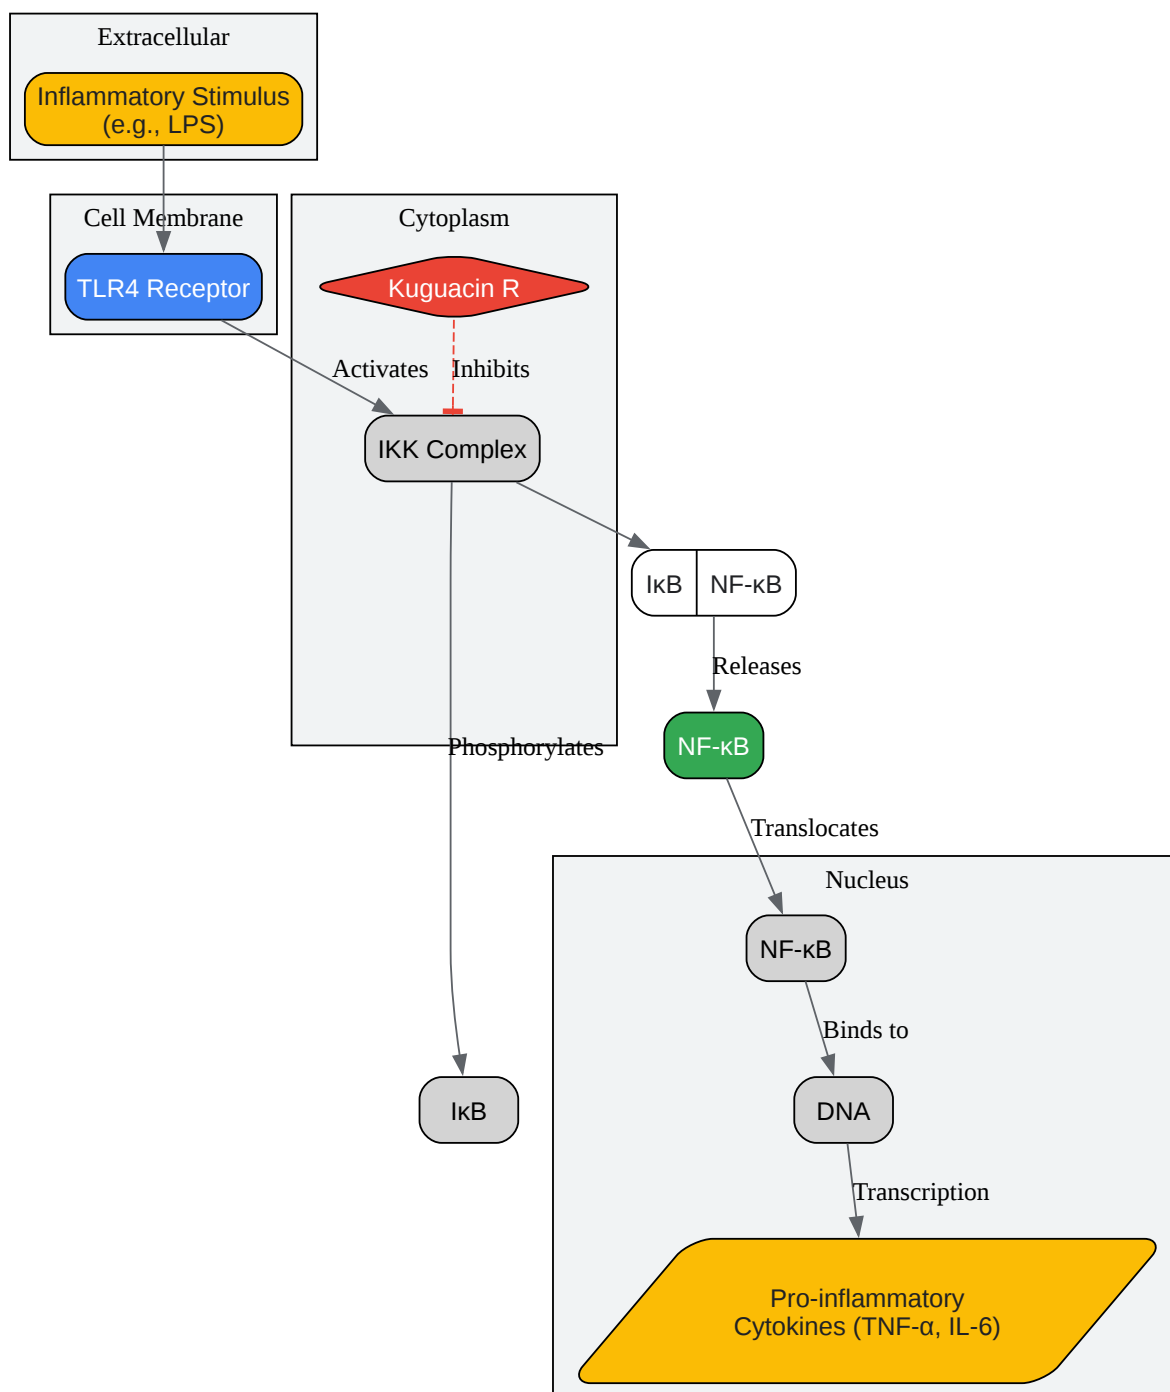 Extracellular
Inflammatory Stimulus
(e.g., LPS)
Cell Membrane
TLR4 Receptor
Cytoplasm
Kuguacin R
Activates
Inhibits
IKK Complex
IκB
NF-κB
Releases
NF-κB
Phosphorylates
Translocates
Nucleus
NF-κB
Binds to
IκB
DNA
Transcription
Pro-inflammatory
Cytokines (TNF-α, IL-6)